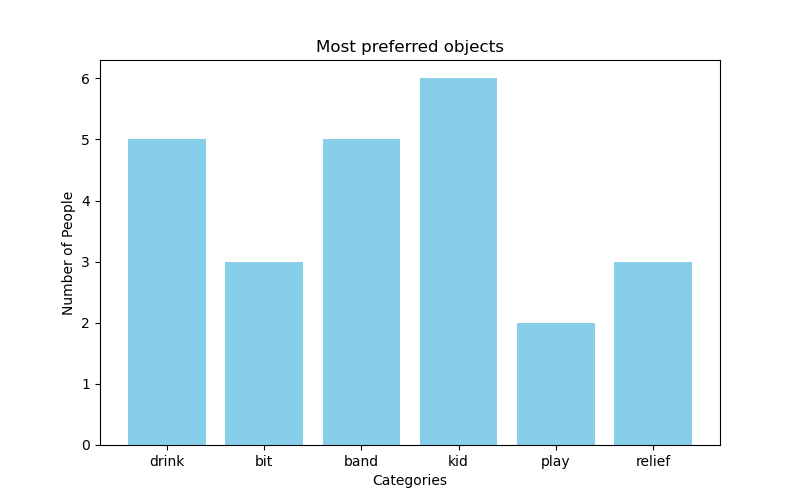 Most preferred objects
Number of People
6
5
4
3
2
1
0
drink bit band kid play relief
Categories